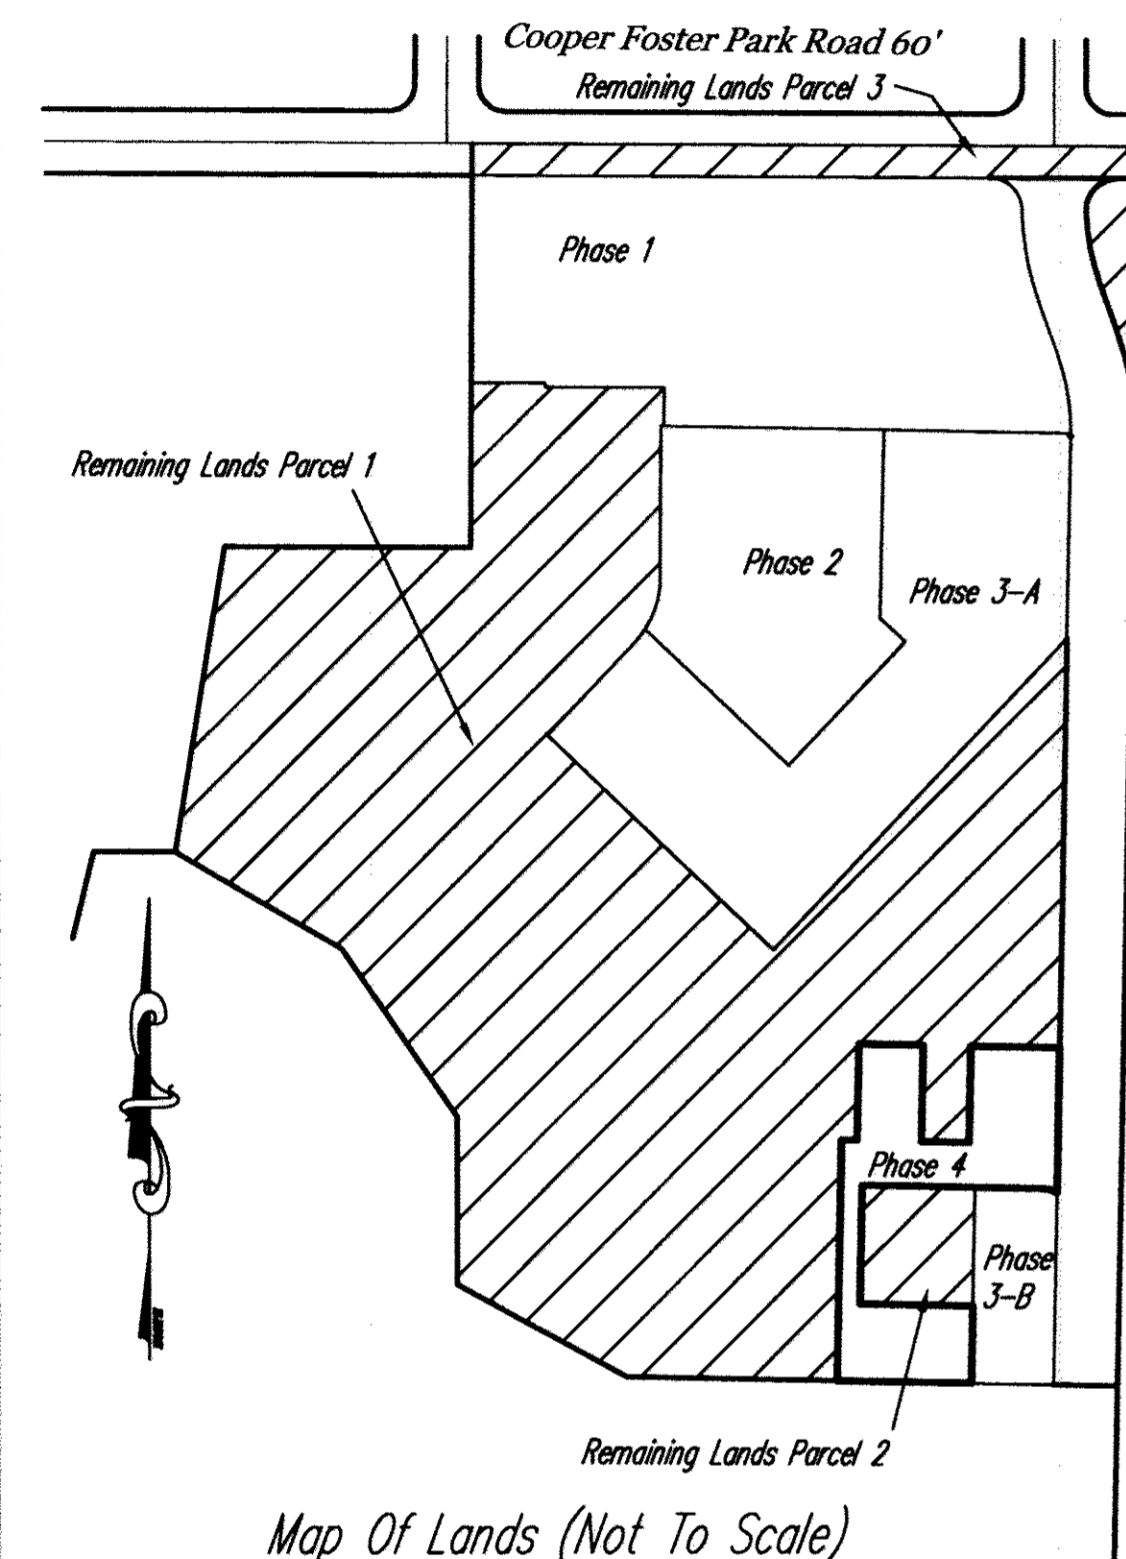 Cooper Foster Park Road 60'
Remaining Lands Parcel 3
Phase 1
Remaining Lands Parcel 1
Phase 2
Phase 3-A
Phase 4
Phase
3-B
Remaining Lands Parcel 2
Map Of Lands (Not To Scale)